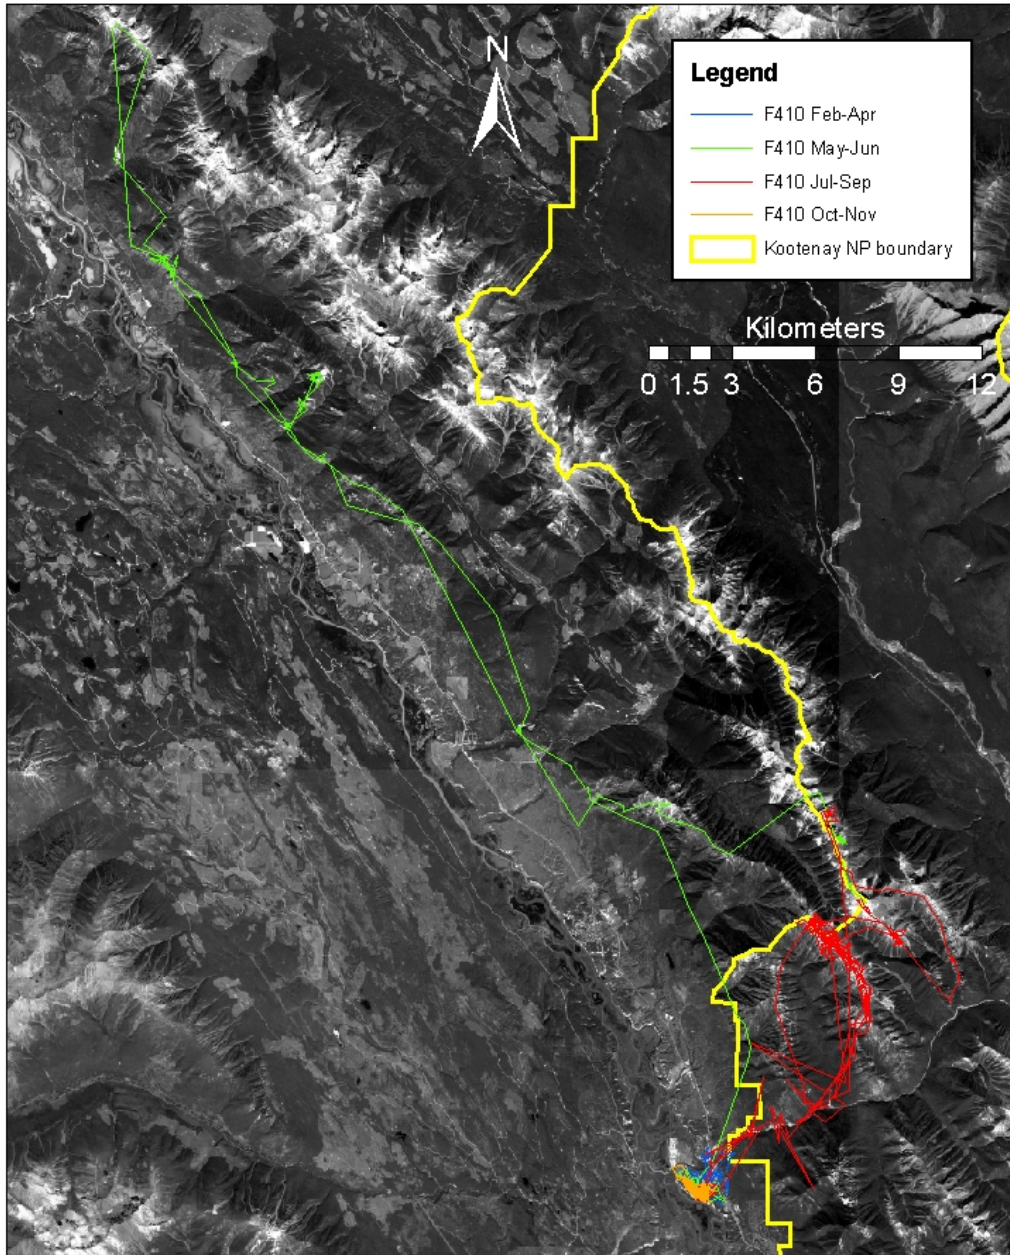 N
Legend
F410 Feb-Apr
F410 May-Jun
F410 Jul-Sep
F410 Oct-Nov
Kootenay NP boundary
Kilometers
0 1.5 3 6 9 12